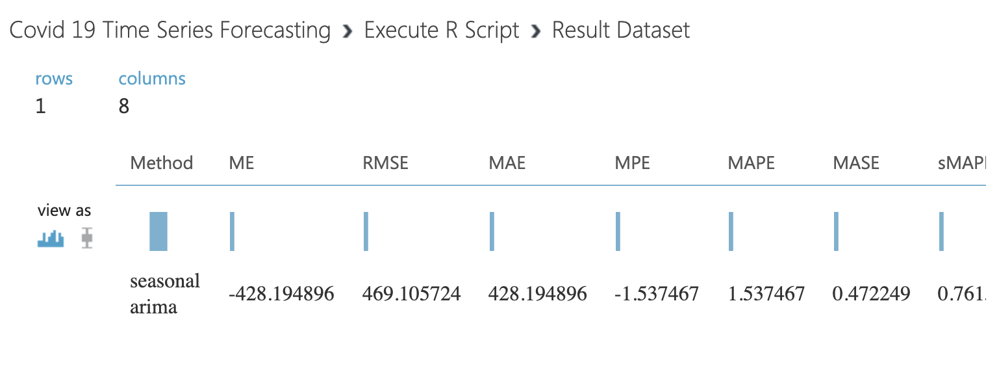 Covid 19 Time Series Forecasting › Execute R Script › Result Dataset
rows columns
1 8
Method ME RMSE MAE MPE MAPE MASE sMAP
view as
seasonal
arima -428.194896 469.105724 428.194896 -1.537467 1.537467 0.472249 0.761